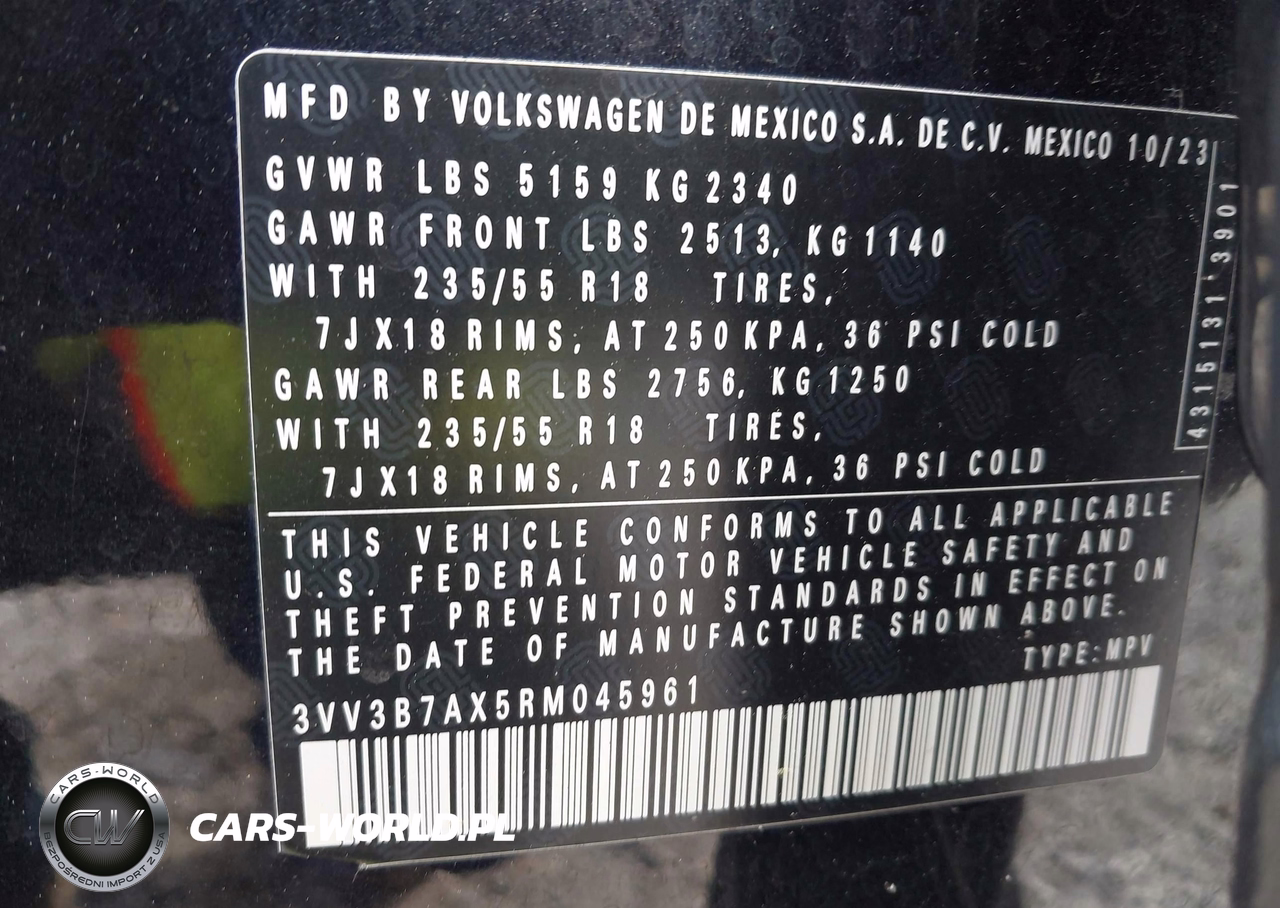 MFD BY VOLKSWAGEN DE MEXICO S.A. DE C.V. MEXICO 10/23
GVWR LBS 5159 KG 2340
GAWR FRONT LBS 2513, KG 1140
WITH 235/55 R18 TIRES,
7JX18 RIMS, AT 250 KPA, 36 PSI COLD
GAWR REAR LBS 2756, KG 1250
WITH 235/55 R18 TIRES,
7JX18 RIMS, AT 250 KPA, 36 PSI COLD
4315131 3901
THIS VEHICLE CONFORMS TO ALL APPLICABLE
U.S. FEDERAL MOTOR VEHICLE SAFETY AND
THEFT PREVENTION STANDARDS IN EFFECT ON
THE DATE OF MANUFACTURE SHOWN ABOVE.
TYPE:MPV
3VV3B7AX5RM045961
CARS-WORLD
CW
BEZPOŚREDNI IMPORT Z USA
CARS-WORLD.PL